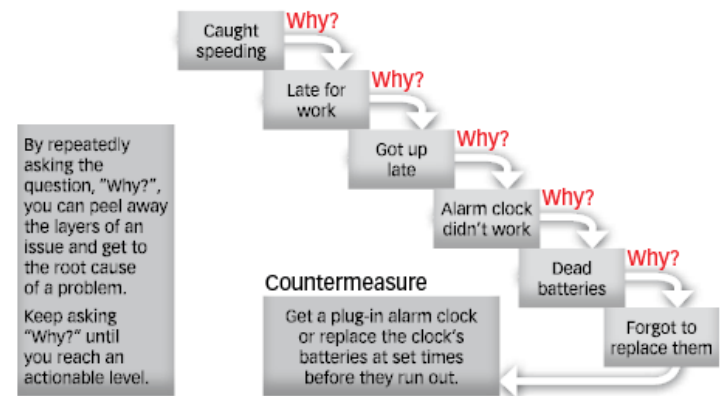 Caught
speeding
Why?
Late for
work
Why?
Got up
late
Why?
Alarm clock
didn't work
Why?
Dead
batteries
Why?
Forgot to
replace them
By repeatedly
asking the
question, "Why?",
you can peel away
the layers of an
issue and get to
the root cause
of a problem.
Keep asking
"Why?" until
you reach an
actionable level.
Countermeasure
Get a plug-in alarm clock
or replace the clock's
batteries at set times
before they run out.